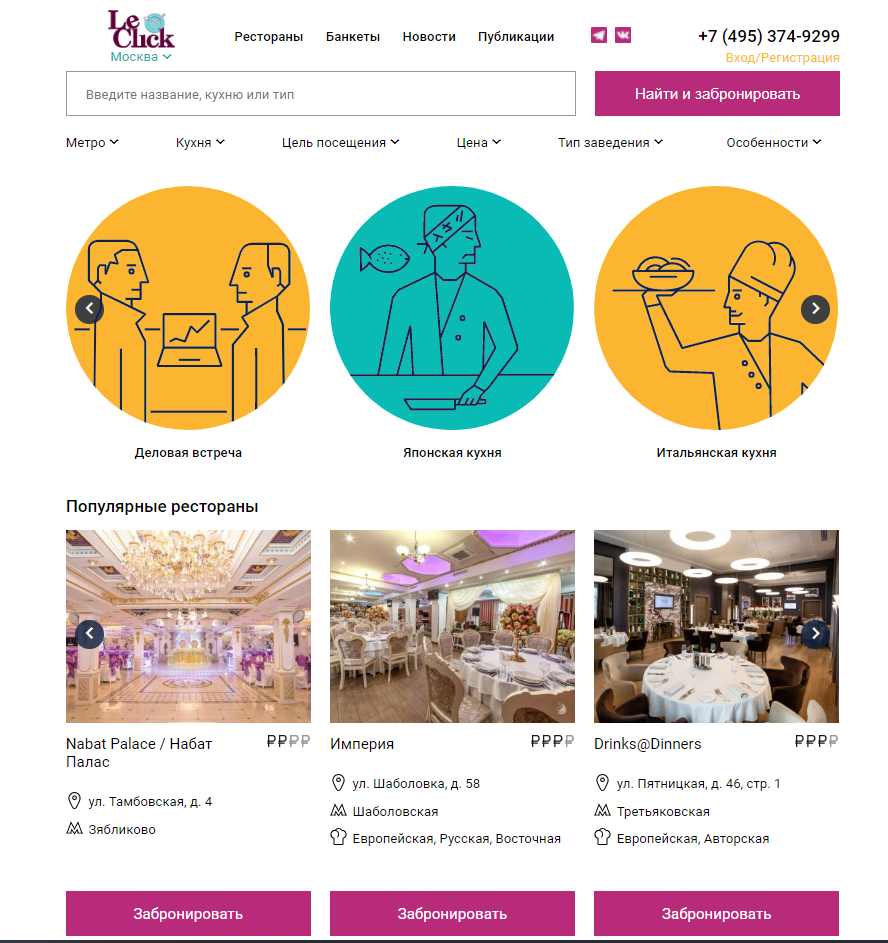 Le Click
Москва
Рестораны Банкеты Новости Публикации
+7 (495) 374-9299
Вход/Регистрация
Введите название, кухню или тип
Найти и забронировать
Метро Кухня Цель посещения Цена Тип заведения Особенности
Деловая встреча Японская кухня Итальянская кухня
Популярные рестораны
Nabat Palace / Набат Палас ₽₽₽₽
ул. Тамбовская, д. 4
Зябликово
Забронировать
Империя ₽₽₽₽
ул. Шаболовка, д. 58
Шаболовская
Европейская, Русская, Восточная
Забронировать
Drinks@Dinners ₽₽₽₽
ул. Пятницкая, д. 46, стр. 1
Третьяковская
Европейская, Авторская
Забронировать